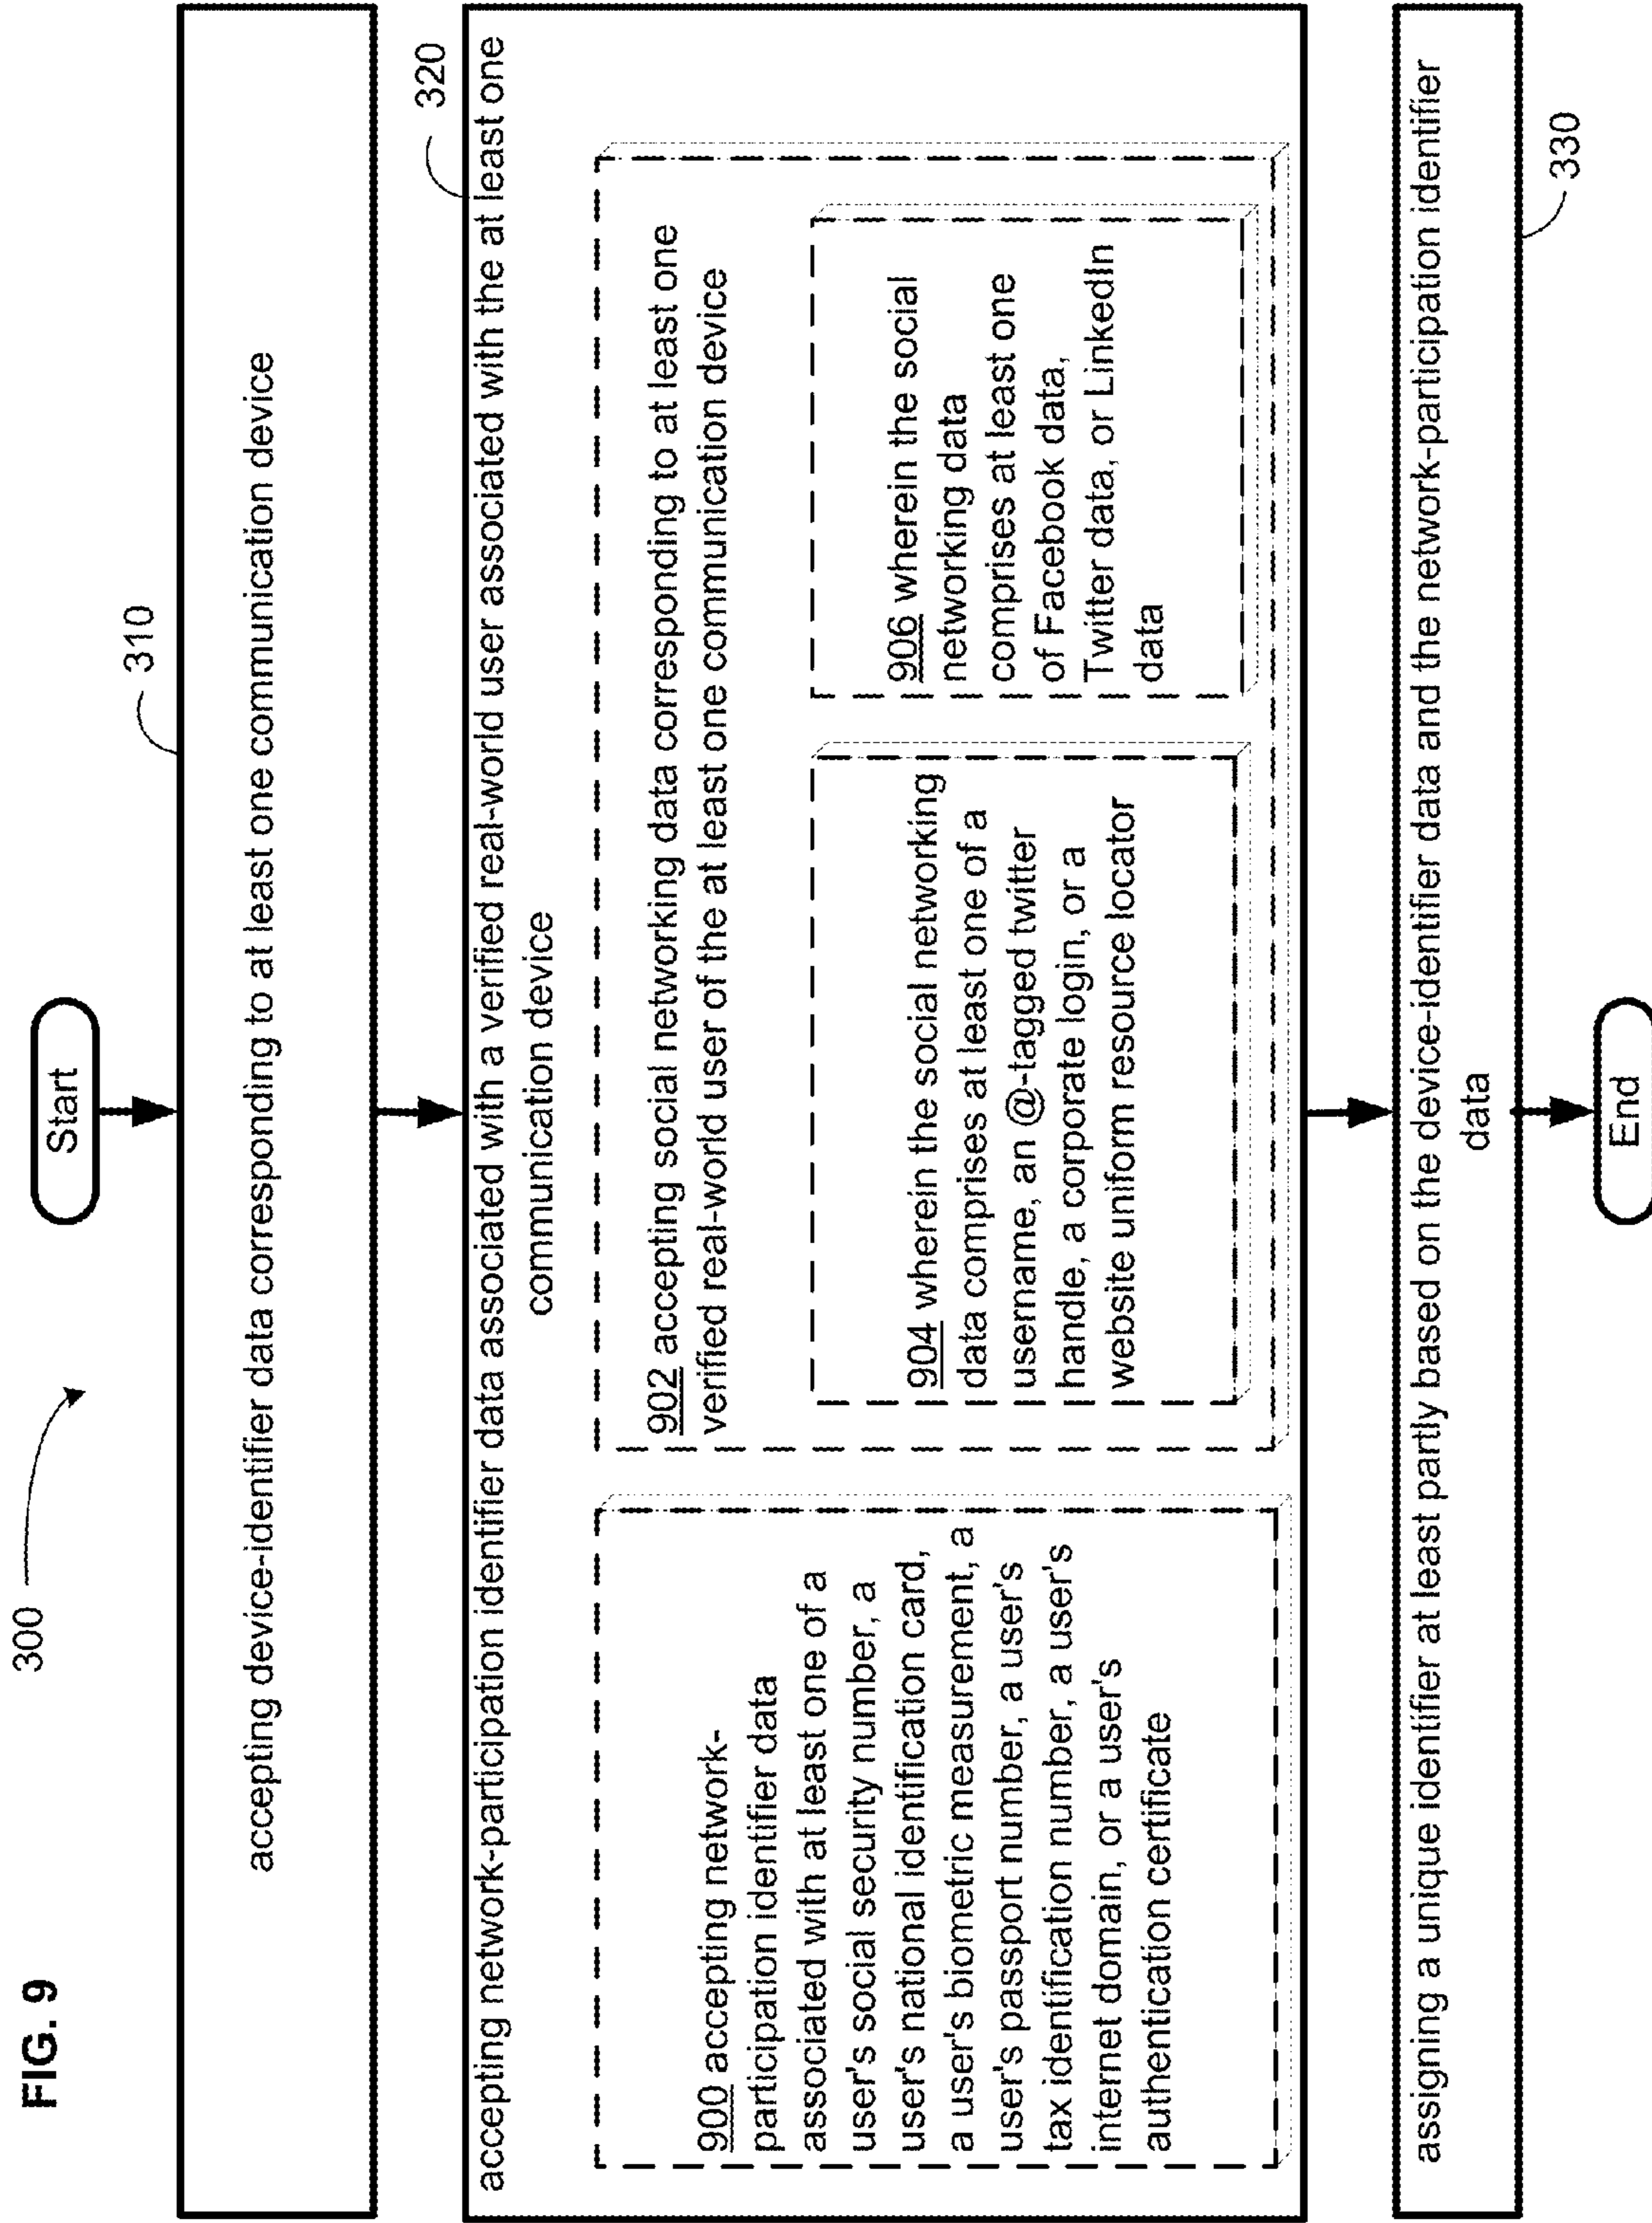 FIG. 9
300
Start
310
accepting device-identifier data corresponding to at least one communication device
320
accepting network-participation identifier data associated with a verified real-world user associated with the at least one
communication device
900 accepting network-
participation identifier data
associated with at least one of a
user's social security number, a
user's national identification card,
a user's biometric measurement, a
user's passport number, a user's
tax identification number, a user's
internet domain, or a user's
authentication certificate
902 accepting social networking data corresponding to at least one
verified real-world user of the at least one communication device
904 wherein the social networking
data comprises at least one of a
username, an @-tagged twitter
handle, a corporate login, or a
website uniform resource locator
906 wherein the social
networking data
comprises at least one
of Facebook data,
Twitter data, or LinkedIn
data
assigning a unique identifier at least partly based on the device-identifier data and the network-participation identifier
data
330
End